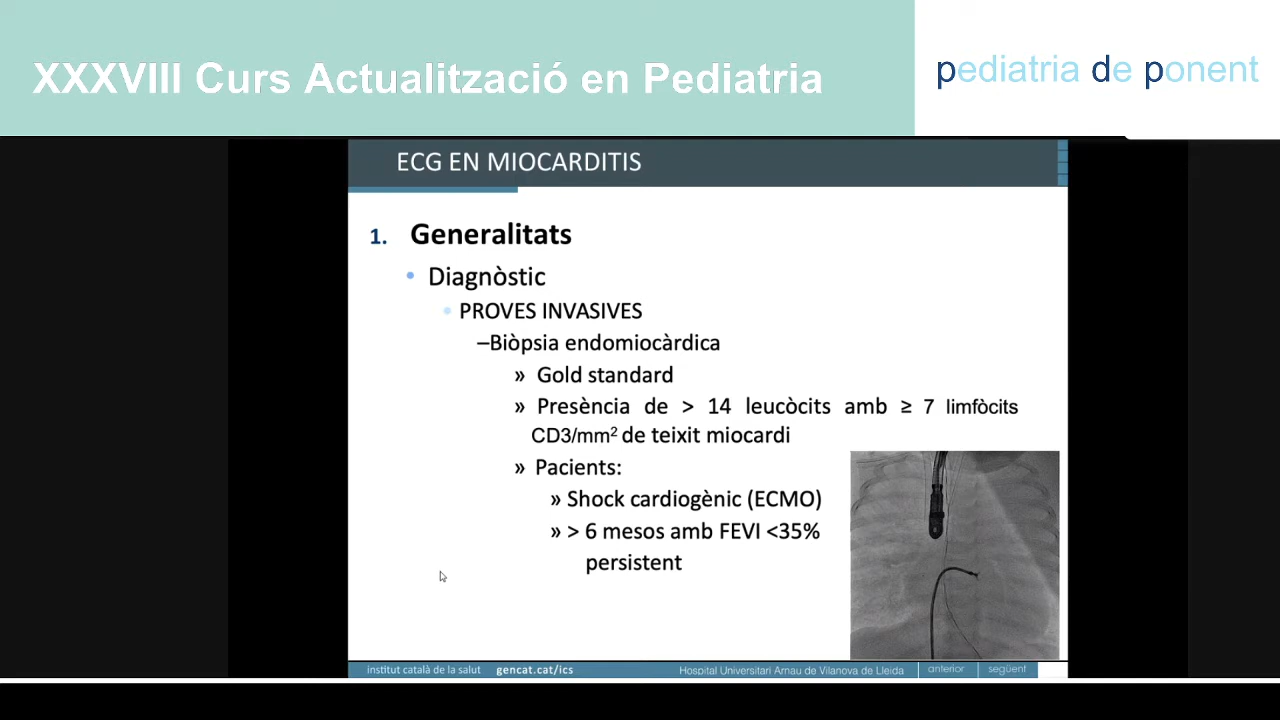 XXXVIII Curs Actualització en Pediatria
pediatria de ponent
ECG EN MIOCARDITIS
1. Generalitats
• Diagnòstic
• PROVES INVASIVES
–Biòpsia endomiocàrdica
» Gold standard
» Presència de > 14 leucòcits amb ≥ 7 limfòcits
CD3/mm² de teixit miocardi
» Pacients:
» Shock cardiogènic (ECMO)
» > 6 mesos amb FEVI <35%
persistent
institut català de la salut gencat.cat/ics Hospital Universitari Arnau de Vilanova de Lleida anterior següent